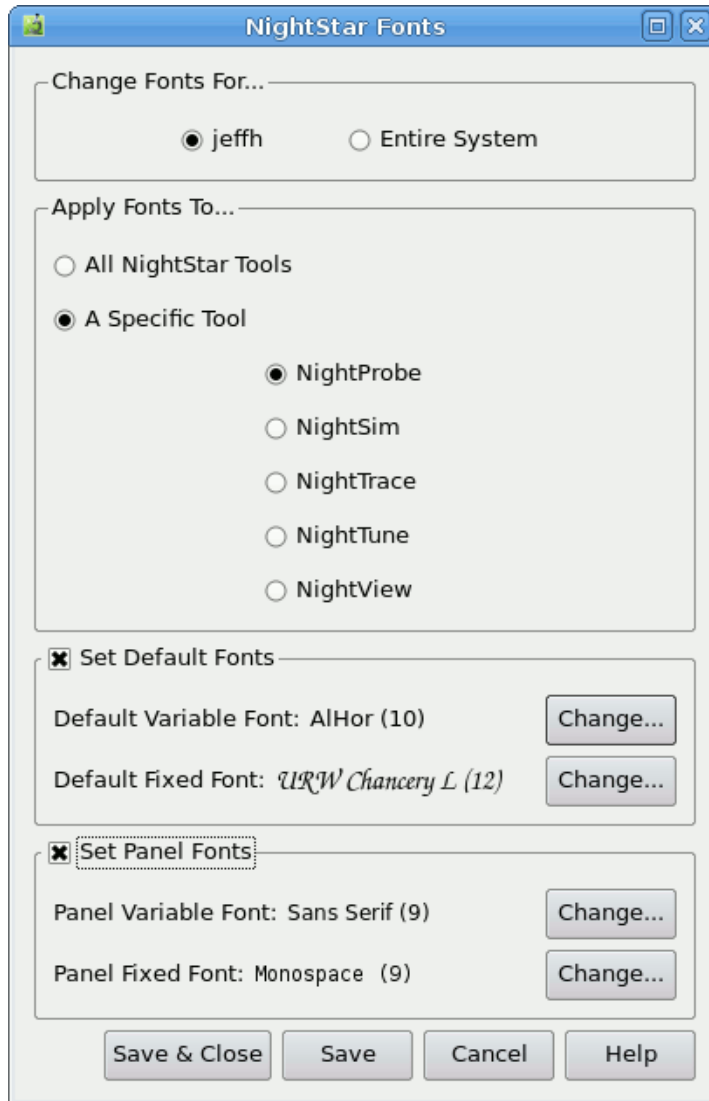 NightStar Fonts
Change Fonts For...
jeffh Entire System
Apply Fonts To...
All NightStar Tools
A Specific Tool
NightProbe
NightSim
NightTrace
NightTune
NightView
Set Default Fonts
Default Variable Font: AlHor (10) Change...
Default Fixed Font: URW Chancery L (12) Change...
Set Panel Fonts
Panel Variable Font: Sans Serif (9) Change...
Panel Fixed Font: Monospace (9) Change...
Save & Close Save Cancel Help